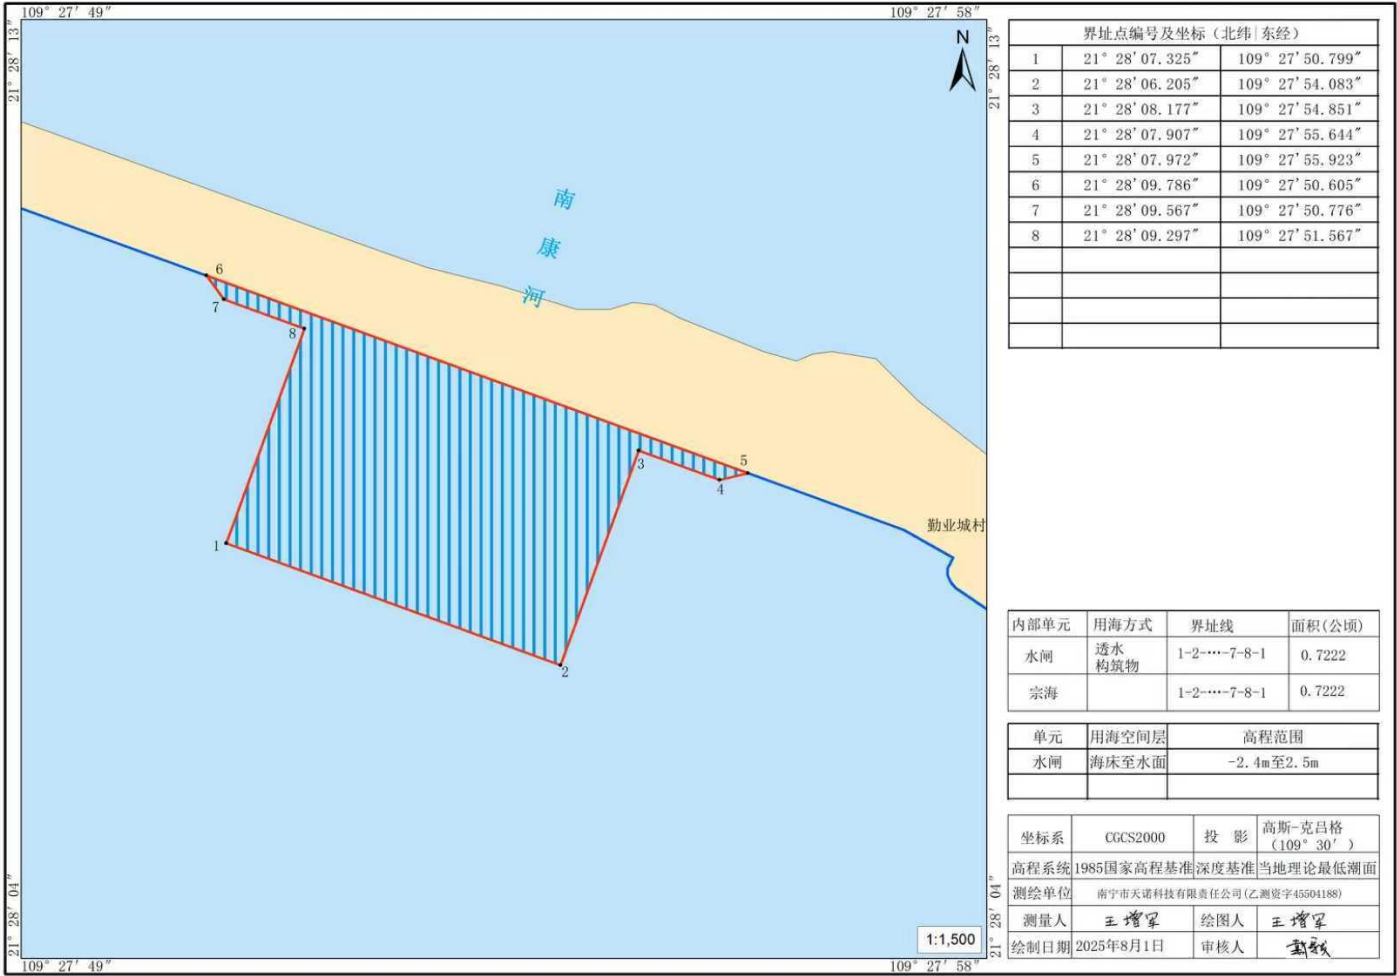 109° 27′ 49″
109° 27′ 58″
21° 28′ 13″
21° 28′ 13″
N
南
康
河
6
7
8
3
5
4
1
2
勤业城村
1:1,500
21° 28′ 04″
21° 28′ 04″
109° 27′ 49″
109° 27′ 58″
界址点编号及坐标（北纬|东经）
1 21° 28′07.325″ 109° 27′50.799″
2 21° 28′06.205″ 109° 27′54.083″
3 21° 28′08.177″ 109° 27′54.851″
4 21° 28′07.907″ 109° 27′55.644″
5 21° 28′07.972″ 109° 27′55.923″
6 21° 28′09.786″ 109° 27′50.605″
7 21° 28′09.567″ 109° 27′50.776″
8 21° 28′09.297″ 109° 27′51.567″
内部单元 用海方式 界址线 面积(公顷)
水闸 透水 1-2-…-7-8-1 0.7222
构筑物
宗海 1-2-…-7-8-1 0.7222
单元 用海空间层 高程范围
水闸 海床至水面 -2.4m至2.5m
坐标系 CGCS2000 投 影 高斯-克吕格
（109° 30′ ）
高程系统 1985国家高程基准 深度基准 当地理论最低潮面
测绘单位 南宁市天诺科技有限责任公司(乙测资字45504188)
测量人 王增军 绘图人 王增军
绘制日期 2025年8月1日 审核人